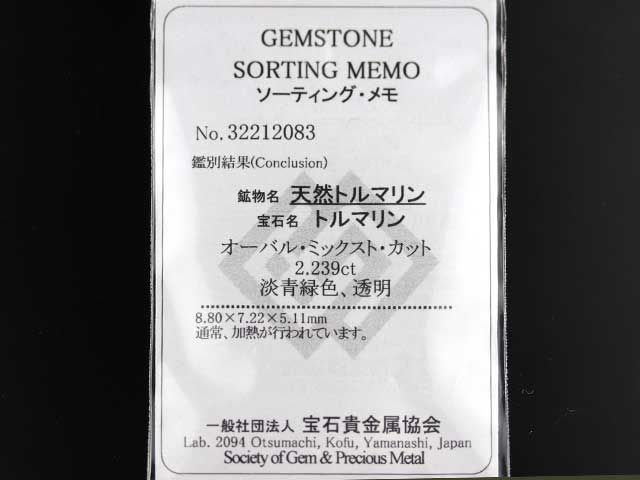 GEMSTONE
SORTING MEMO
ソーティング・メモ
No. 32212083
鑑別結果(Conclusion)
鉱物名 天然トルマリン
宝石名 トルマリン
オーバル・ミックスト・カット
2.239ct
淡青緑色、透明
8.80×7.22×5.11mm
通常、加熱が行われています。
一般社団法人 宝石貴金属協会
Lab. 2094 Otsumachi, Kofu, Yamanashi, Japan
Society of Gem & Precious Metal